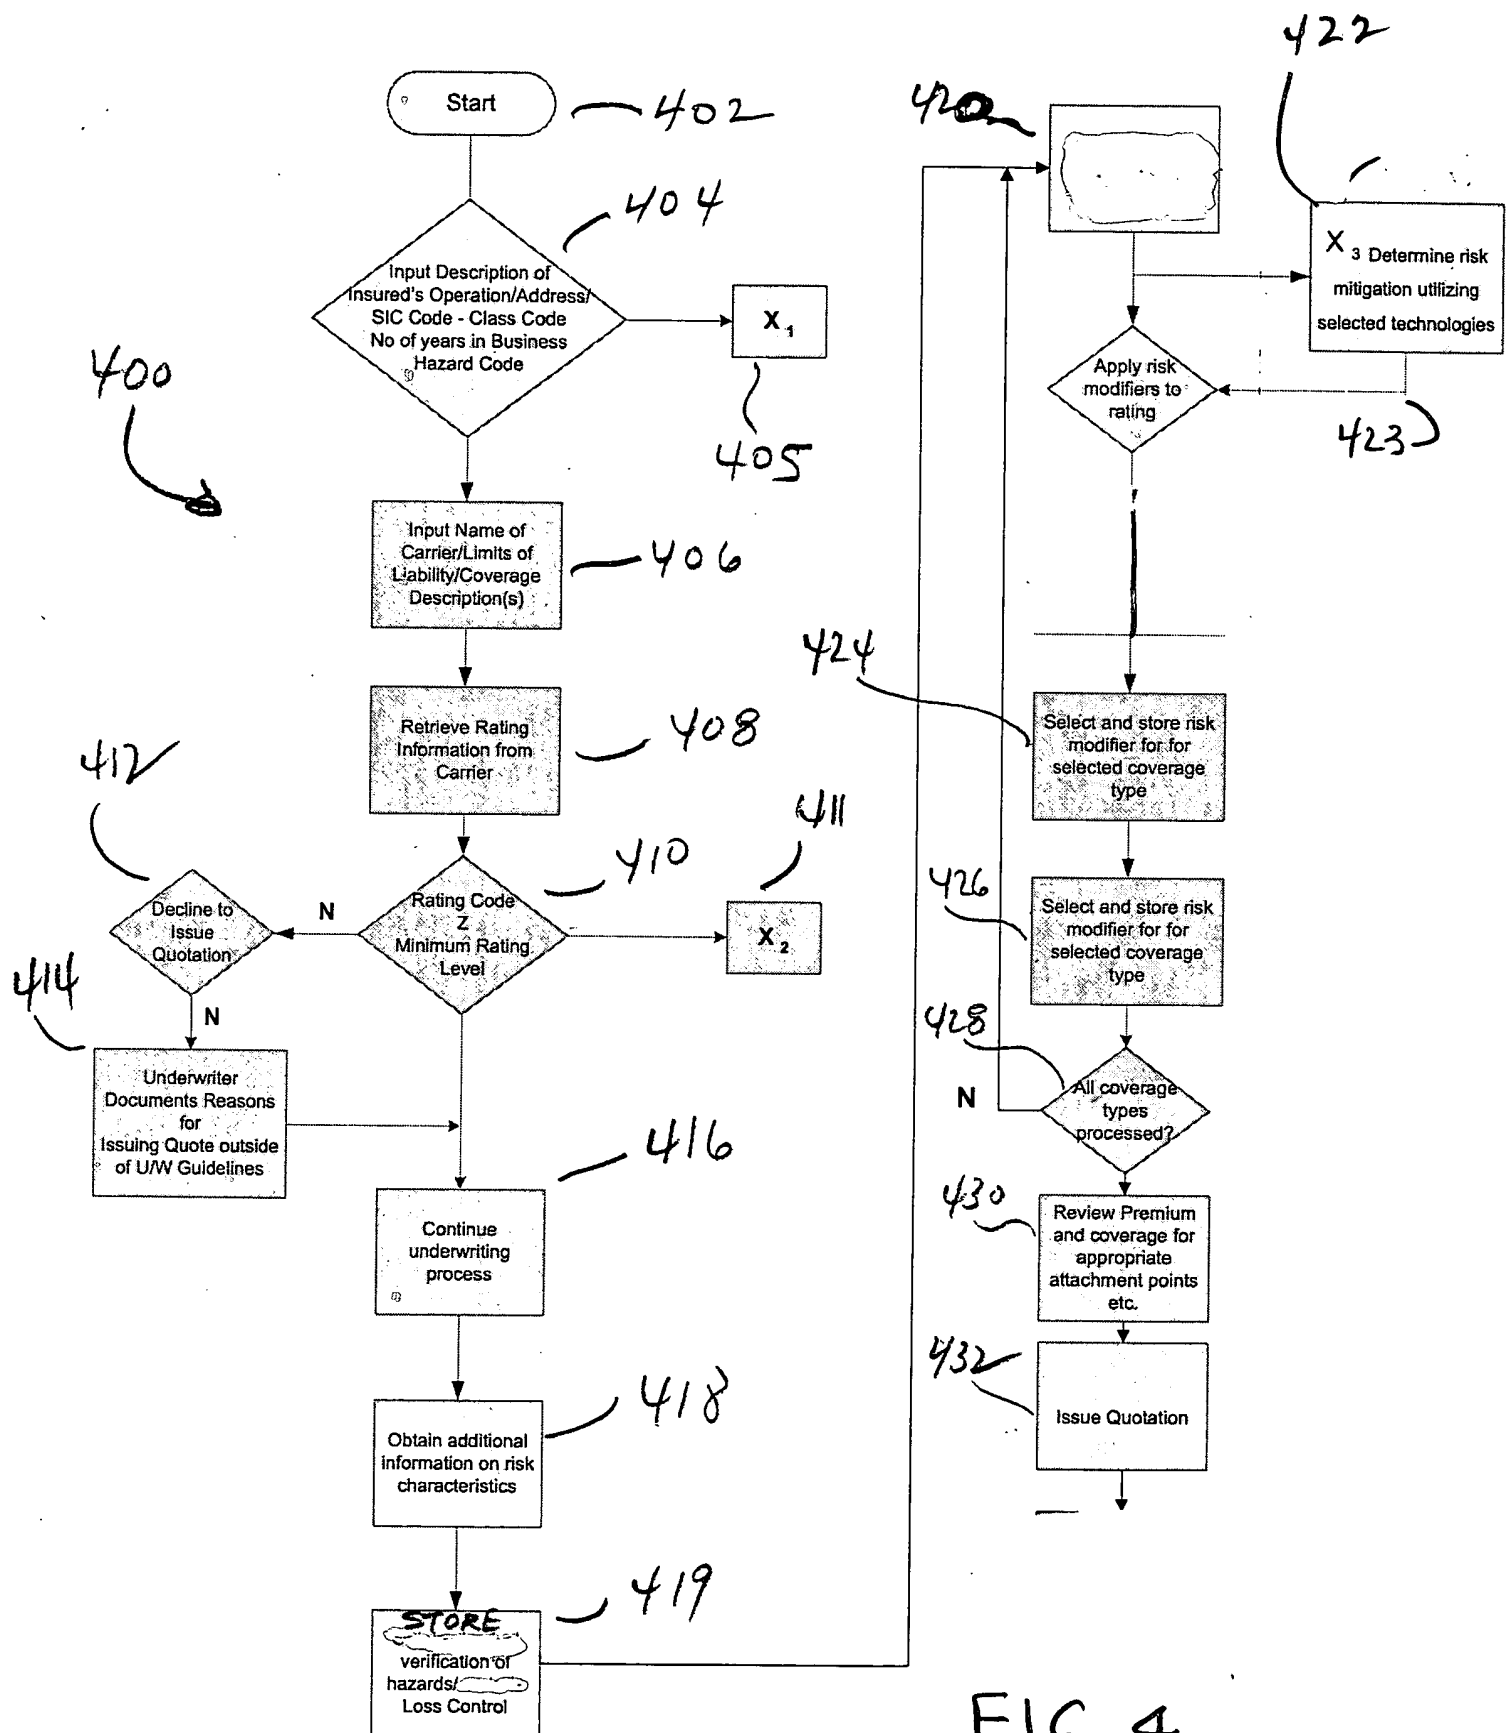 Start
402
404
Input Description of
Insured's Operation/Address/
SIC Code - Class Code
No of years in Business
Hazard Code
X 1
405
400
Input Name of
Carrier/Limits of
Liability/Coverage
Description(s)
406
Retrieve Rating
Information from
Carrier
408
412
Decline to
Issue
Quotation
N
410
Rating Code
Z
Minimum Rating
Level
411
X 2
N
414
Underwriter
Documents Reasons
for
Issuing Quote outside
of U/W Guidelines
416
Continue
underwriting
process
418
Obtain additional
information on risk
characteristics
419
STORE
verification of
hazards/
Loss Control
420
422
X 3 Determine risk
mitigation utilizing
selected technologies
423
Apply risk
modifiers to
rating
424
Select and store risk
modifier for for
selected coverage
type
426
Select and store risk
modifier for for
selected coverage
type
428
All coverage
types
processed?
N
430
Review Premium
and coverage for
appropriate
attachment points
etc.
432
Issue Quotation
FIG 4